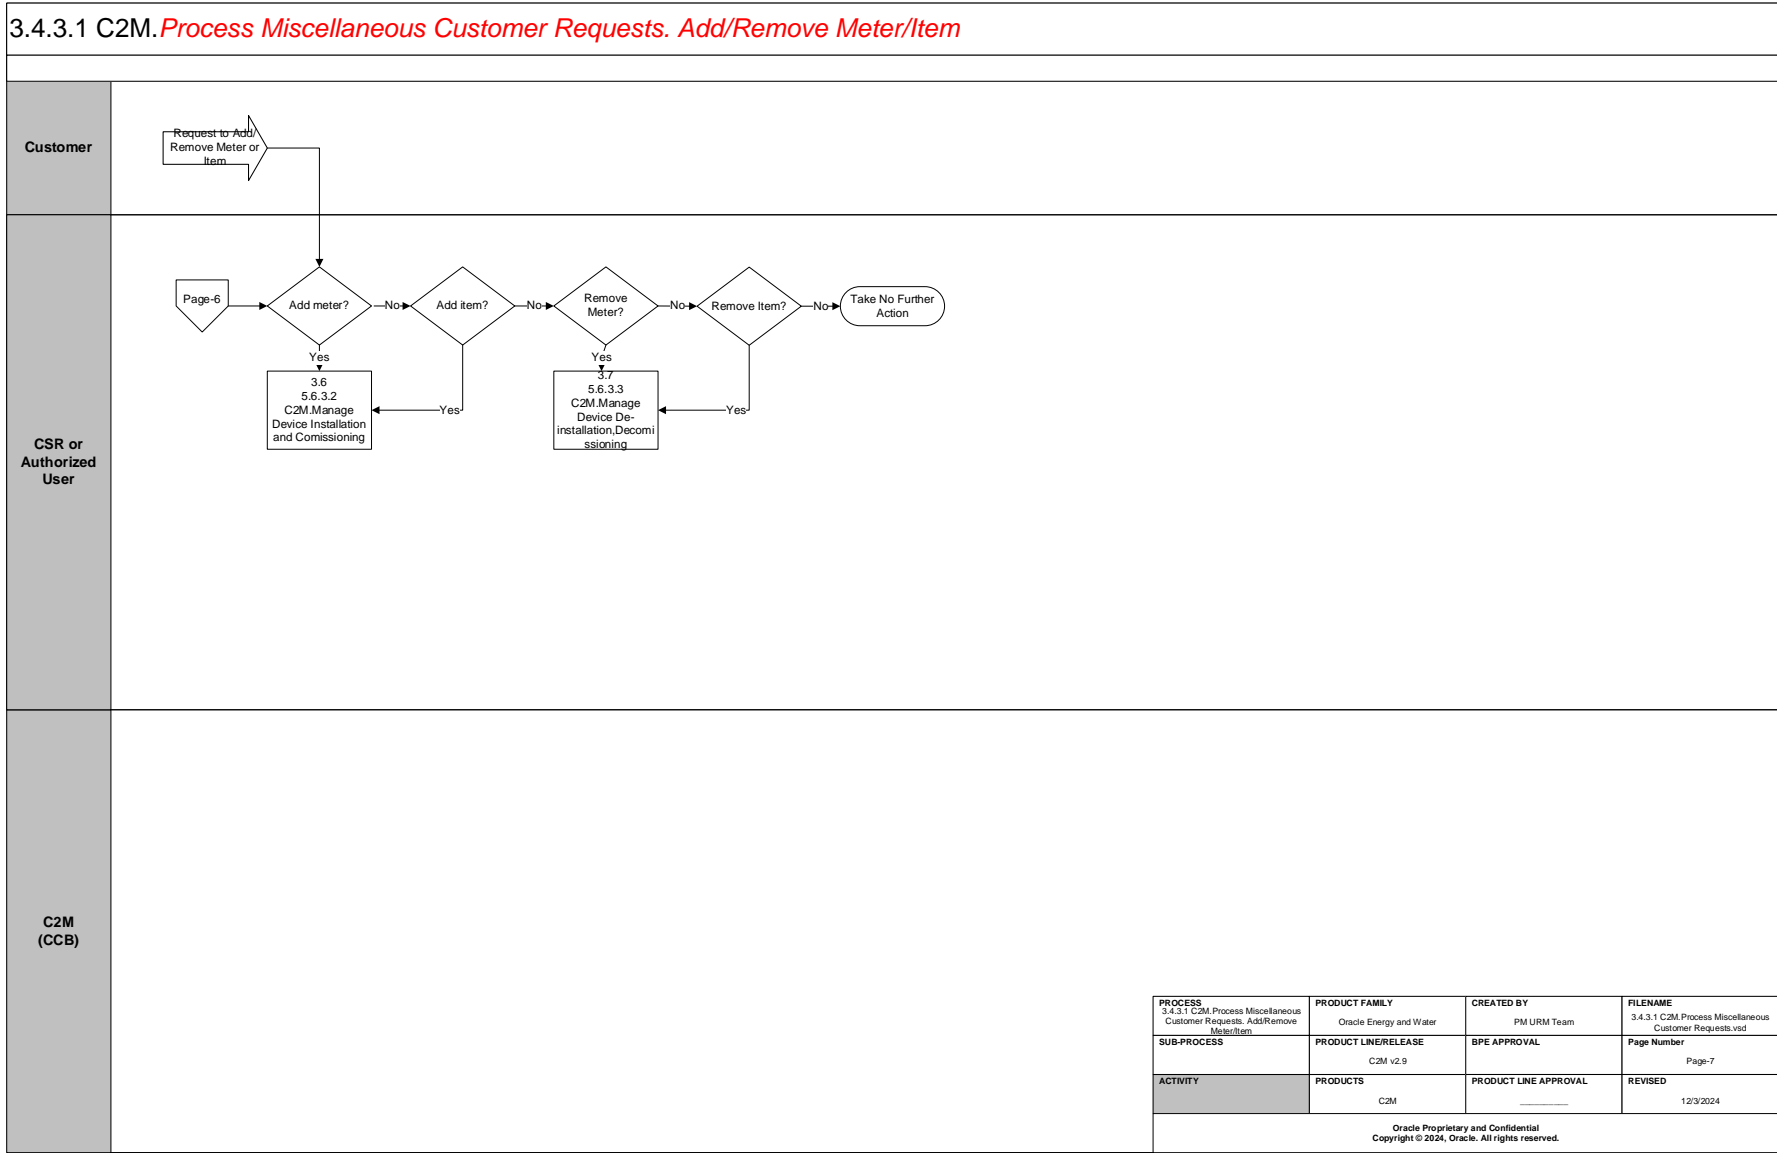 3.4.3.1 C2M.Process Miscellaneous Customer Requests. Add/Remove Meter/Item
Customer
Request to Add/
Remove Meter or
Item
CSR or
Authorized
User
Page-6
Add meter?
No
Add item?
No
Remove
Meter?
No
Remove Item?
No
Take No Further
Action
Yes
3.6
5.6.3.2
C2M.Manage
Device Installation
and Comissioning
Yes
Yes
3.7
5.6.3.3
C2M.Manage
Device De-
installation,Decomi
ssioning
Yes
C2M
(CCB)
PROCESS
3.4.3.1 C2M.Process Miscellaneous
Customer Requests. Add/Remove
Meter/Item
PRODUCT FAMILY
Oracle Energy and Water
CREATED BY
PM URM Team
FILENAME
3.4.3.1 C2M.Process Miscellaneous
Customer Requests.vsd
SUB-PROCESS
PRODUCT LINE/RELEASE
C2M v2.9
BPE APPROVAL
Page Number
Page-7
ACTIVITY
PRODUCTS
C2M
PRODUCT LINE APPROVAL
___________
REVISED
12/3/2024
Oracle Proprietary and Confidential
Copyright © 2024, Oracle. All rights reserved.